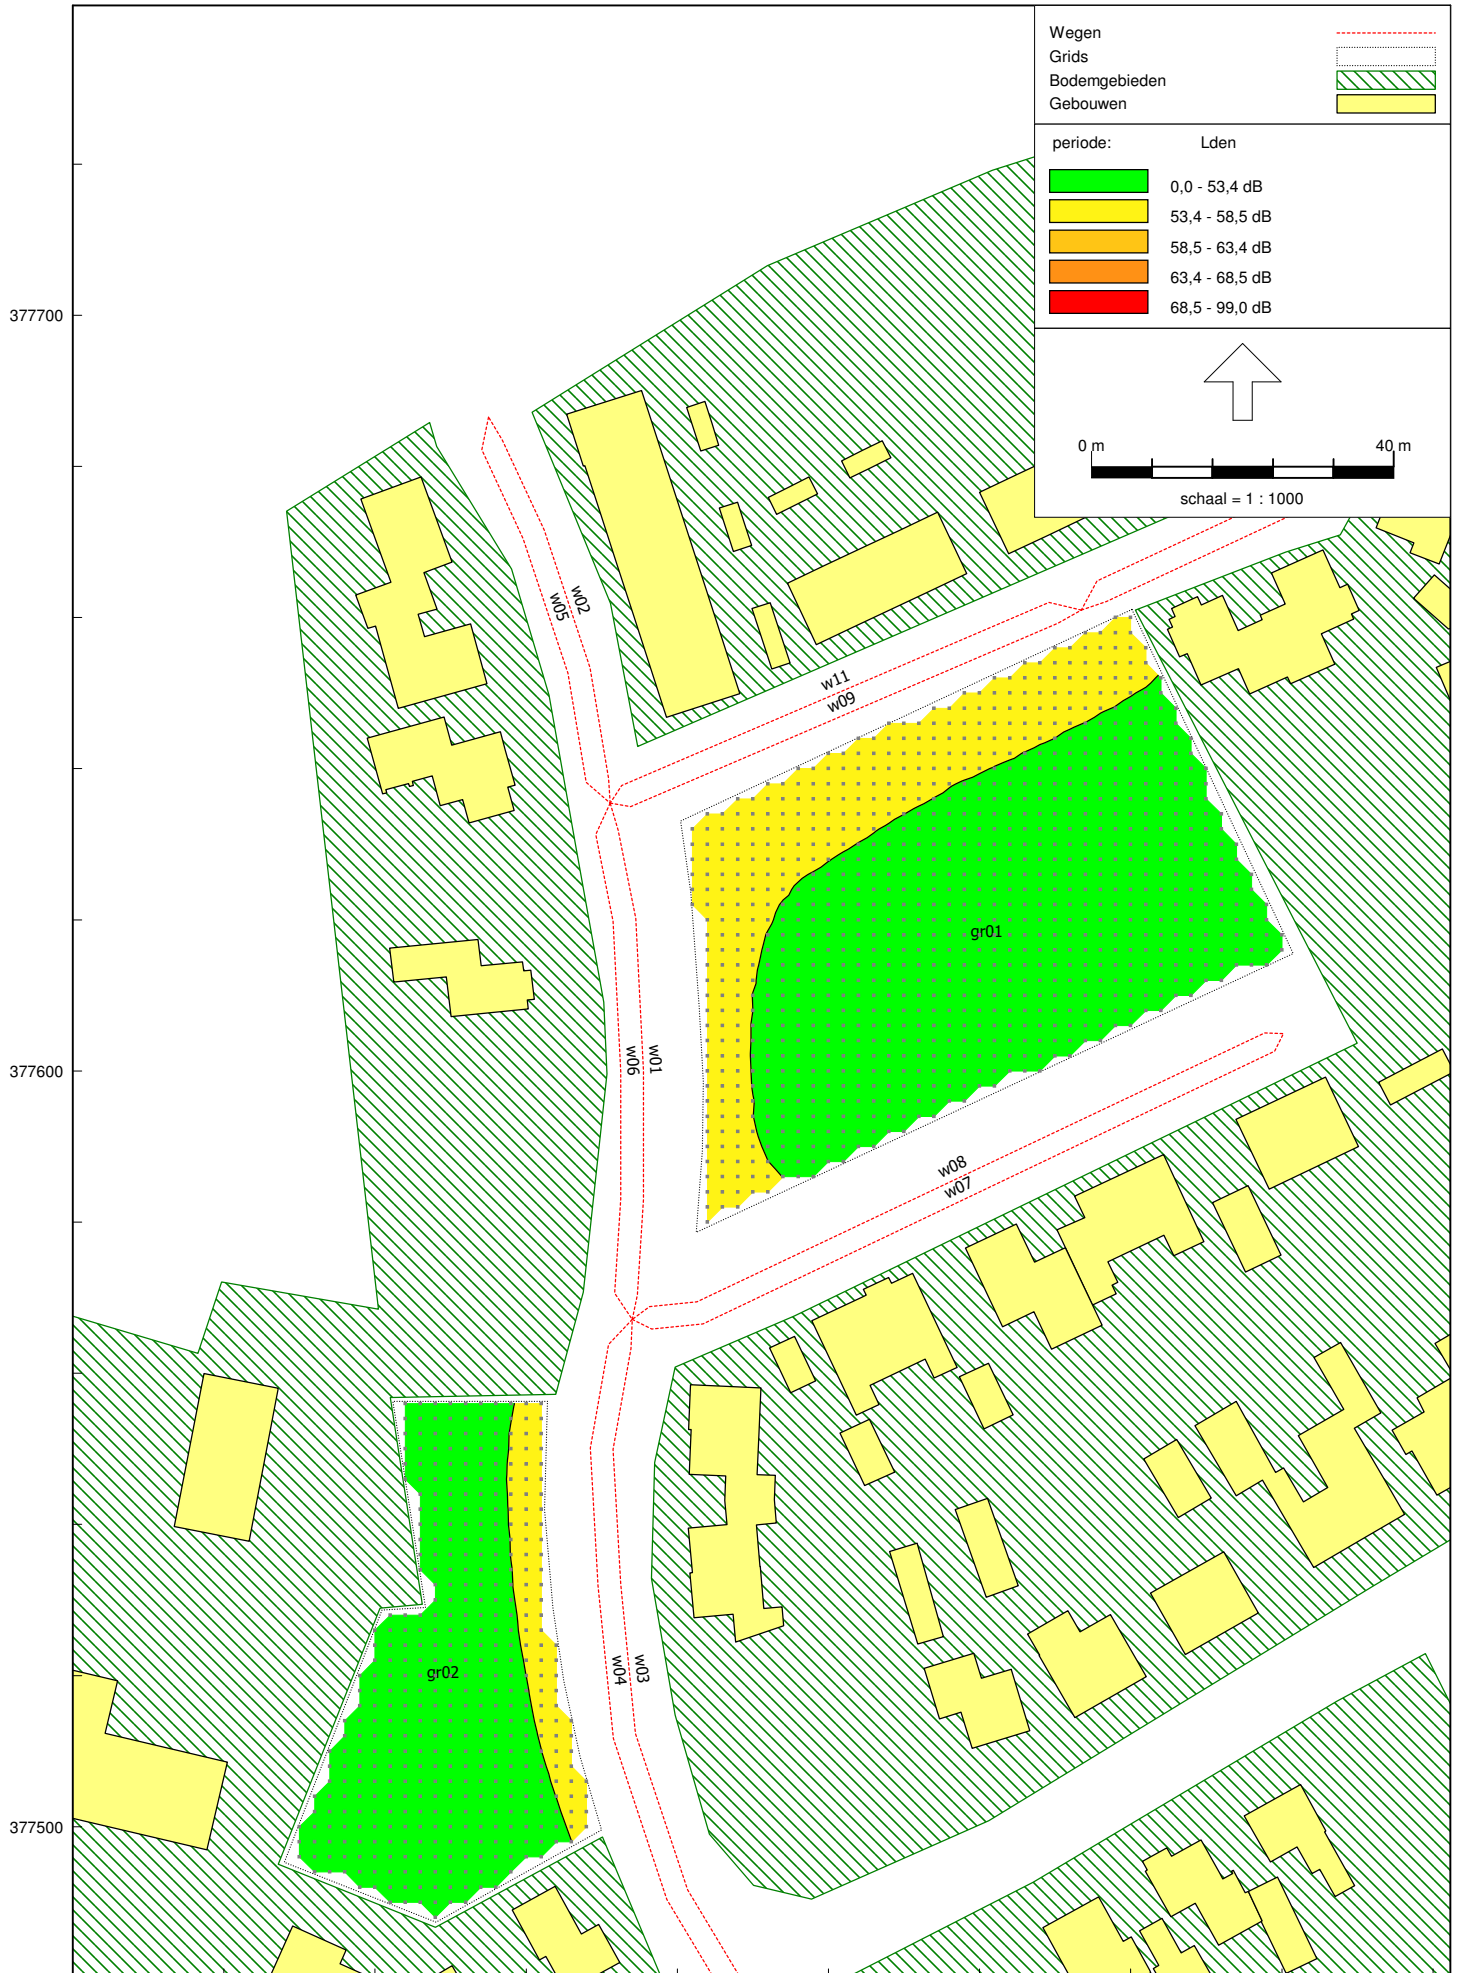 Wegen
Grids
Bodemgebieden
Gebouwen
periode: Lden
0,0 - 53,4 dB
53,4 - 58,5 dB
58,5 - 63,4 dB
63,4 - 68,5 dB
68,5 - 99,0 dB
0 m 40 m
schaal = 1 : 1000
377700
w02
w05
w11
w09
gr01
377600
w01
w06
w08
w07
gr02
w03
w04
377500